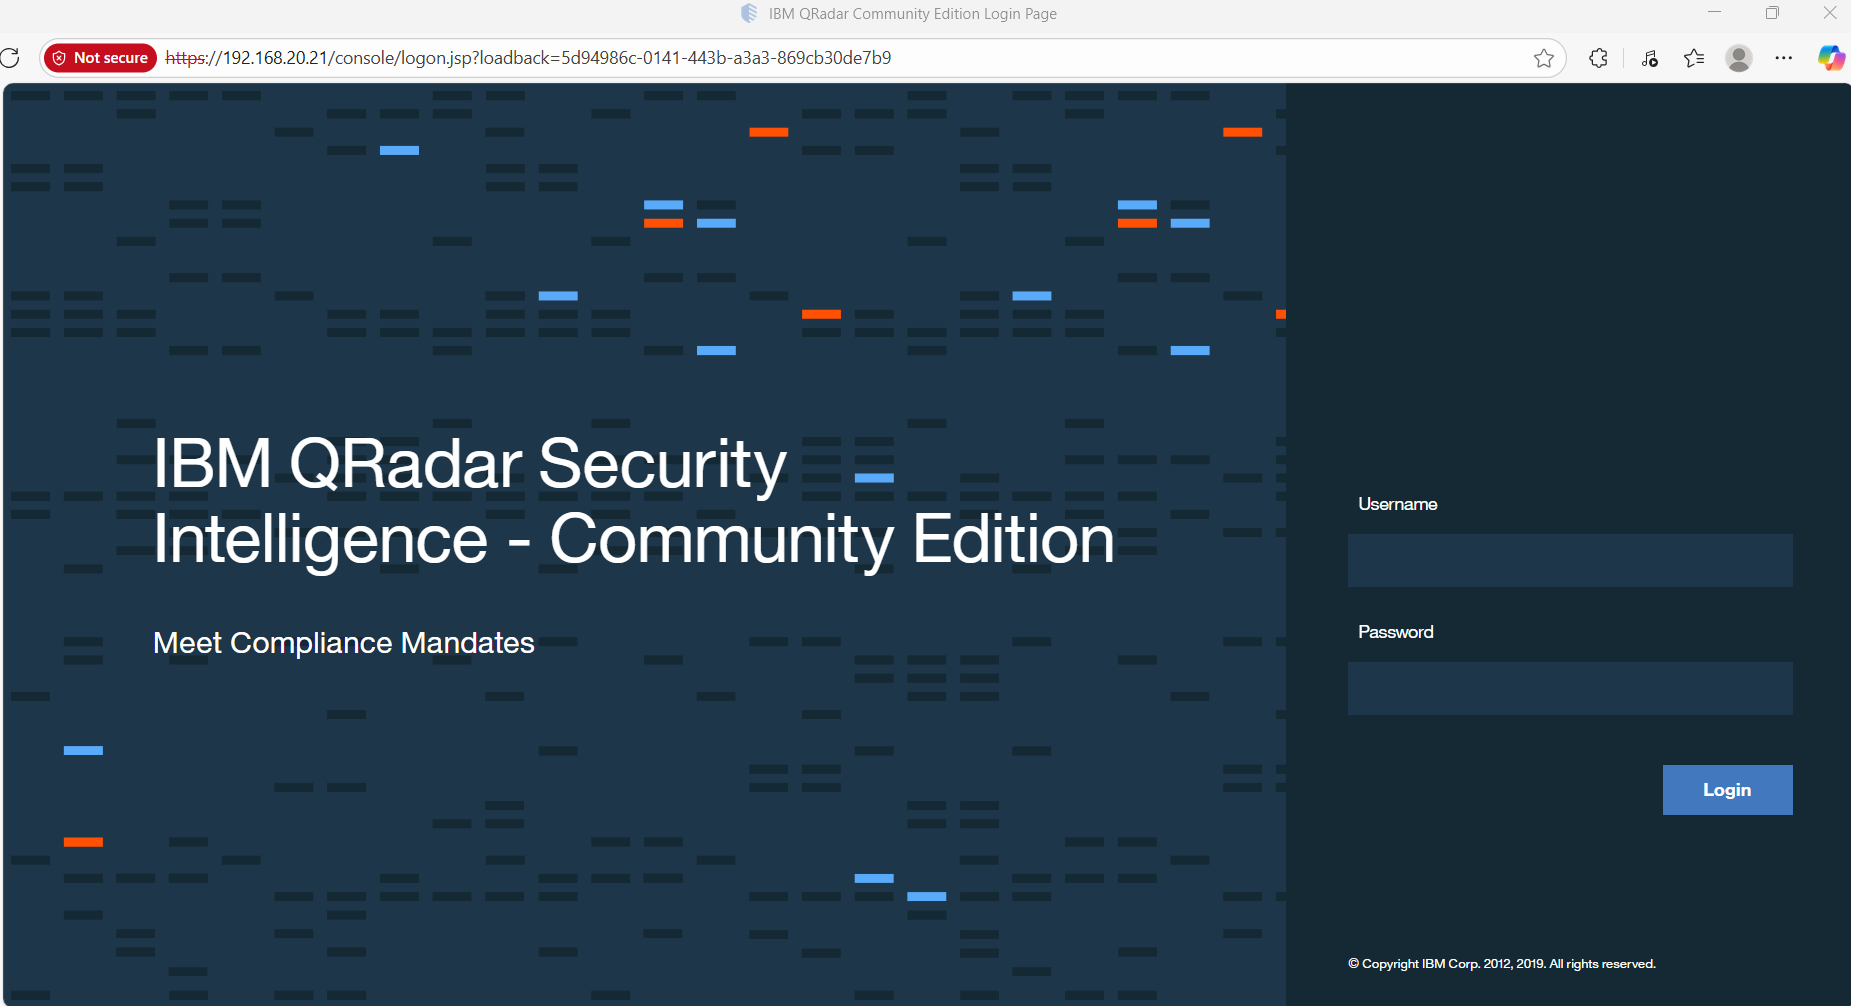 IBM QRadar Community Edition Login Page
Not secure
https://192.168.20.21/console/logon.jsp?loadback=5d94986c-0141-443b-a3a3-869cb30de7b9
IBM QRadar Security
Intelligence - Community Edition
Meet Compliance Mandates
Username
Password
Login
© Copyright IBM Corp. 2012, 2019. All rights reserved.